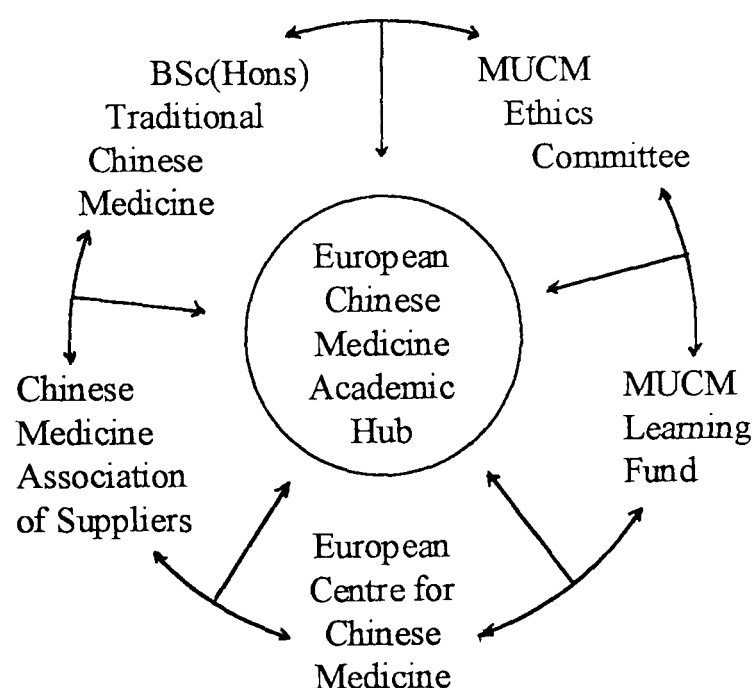 BSc(Hons)
Traditional
Chinese
Medicine
MUCM
Ethics
Committee
European
Chinese
Medicine
Academic
Hub
Chinese
Medicine
Association
of Suppliers
MUCM
Learning
Fund
European
Centre for
Chinese
Medicine